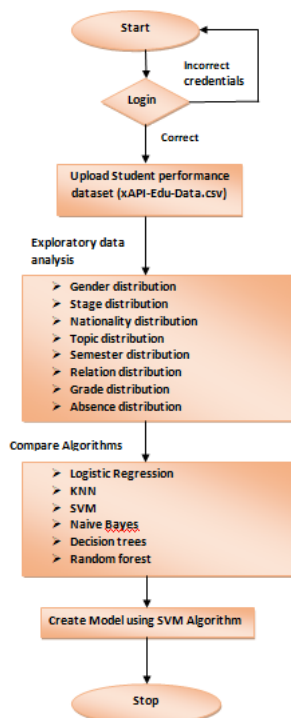 Start
Incorrect
credentials
Login
Correct
Upload Student performance
dataset (xAPI-Edu-Data.csv)
Exploratory data
analysis
➢ Gender distribution
➢ Stage distribution
➢ Nationality distribution
➢ Topic distribution
➢ Semester distribution
➢ Relation distribution
➢ Grade distribution
➢ Absence distribution
Compare Algorithms
➢ Logistic Regression
➢ KNN
➢ SVM
➢ Naive Bayes
➢ Decision trees
➢ Random forest
Create Model using SVM Algorithm
Stop